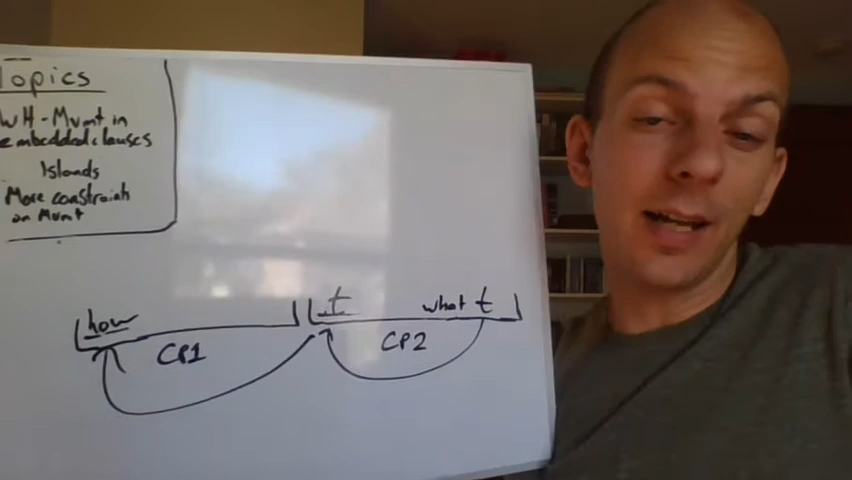 Topics
WH-Mvmt in
embedded clauses
Islands
More constraints
on Mvmt
how t what t
CP1 CP2